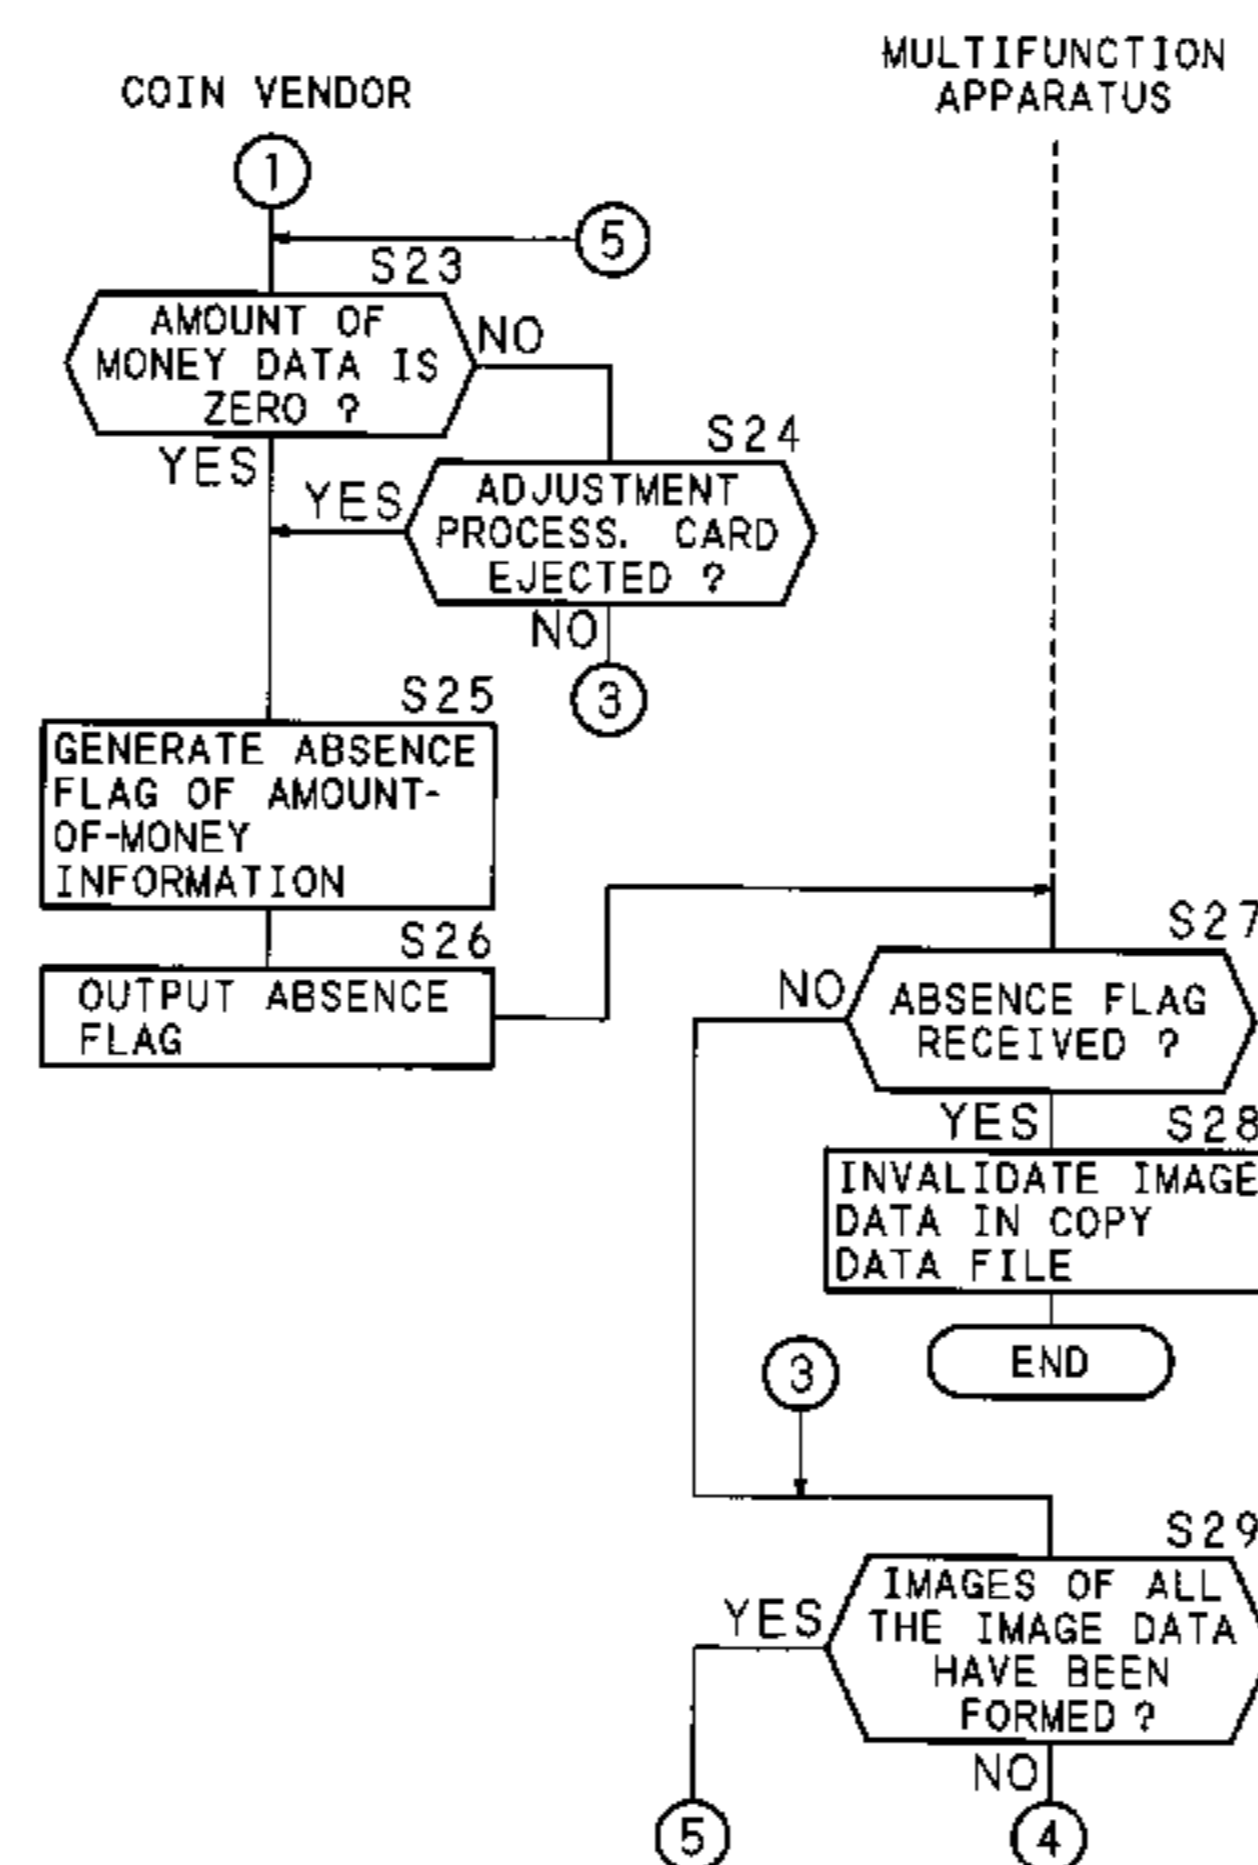 COIN VENDOR
MULTIFUNCTION
APPARATUS
1
5
S23
AMOUNT OF
MONEY DATA IS
ZERO ?
NO
YES
S24
ADJUSTMENT
PROCESS. CARD
EJECTED ?
YES
NO
3
S25
GENERATE ABSENCE
FLAG OF AMOUNT-
OF-MONEY
INFORMATION
S26
OUTPUT ABSENCE
FLAG
S27
NO
ABSENCE FLAG
RECEIVED ?
YES
S28
INVALIDATE IMAGE
DATA IN COPY
DATA FILE
END
3
S29
IMAGES OF ALL
THE IMAGE DATA
HAVE BEEN
FORMED ?
YES
NO
5
4